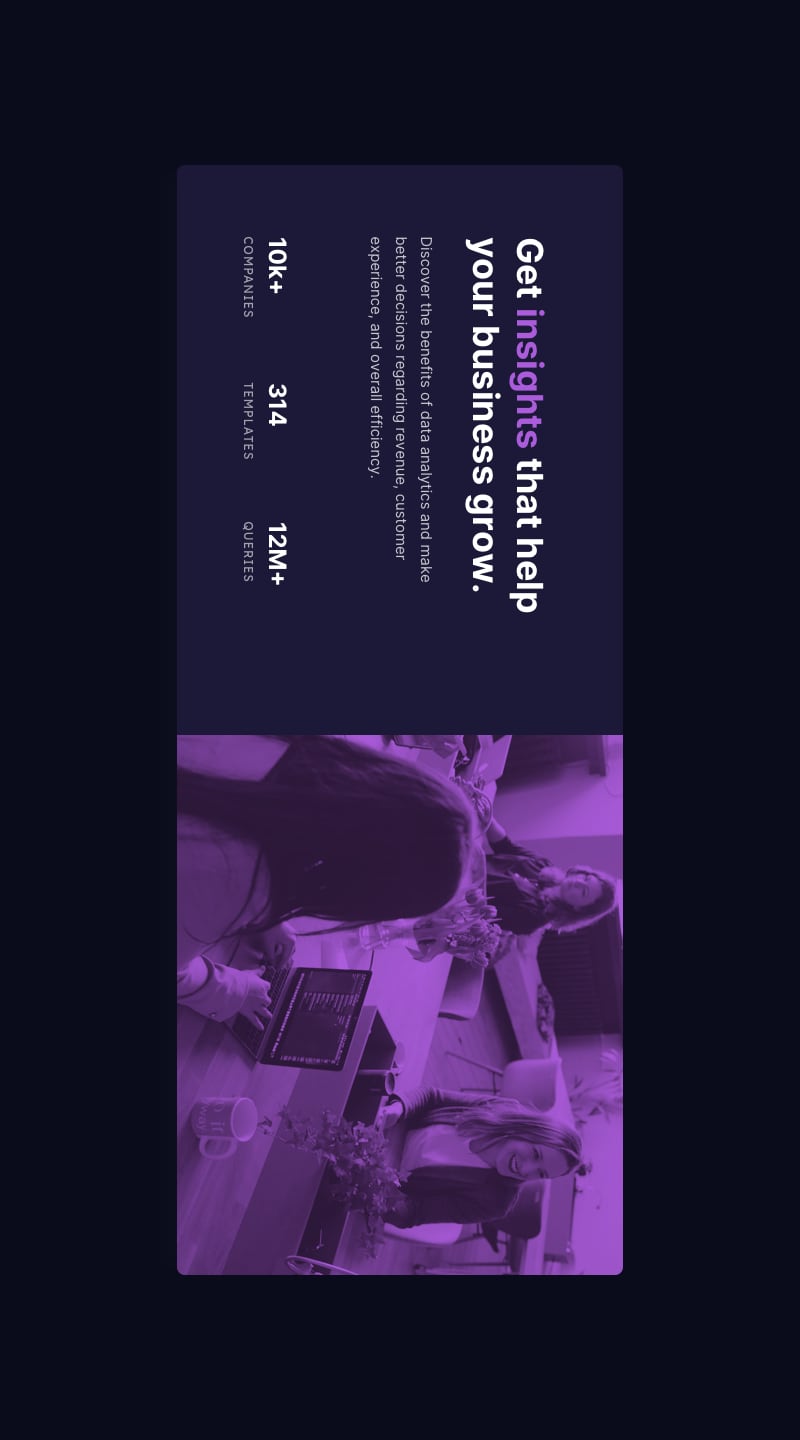 Get insights that help
your business grow.
Discover the benefits of data analytics and make
better decisions regarding revenue, customer
experience, and overall efficiency.
10k+
COMPANIES
314
TEMPLATES
12M+
QUERIES